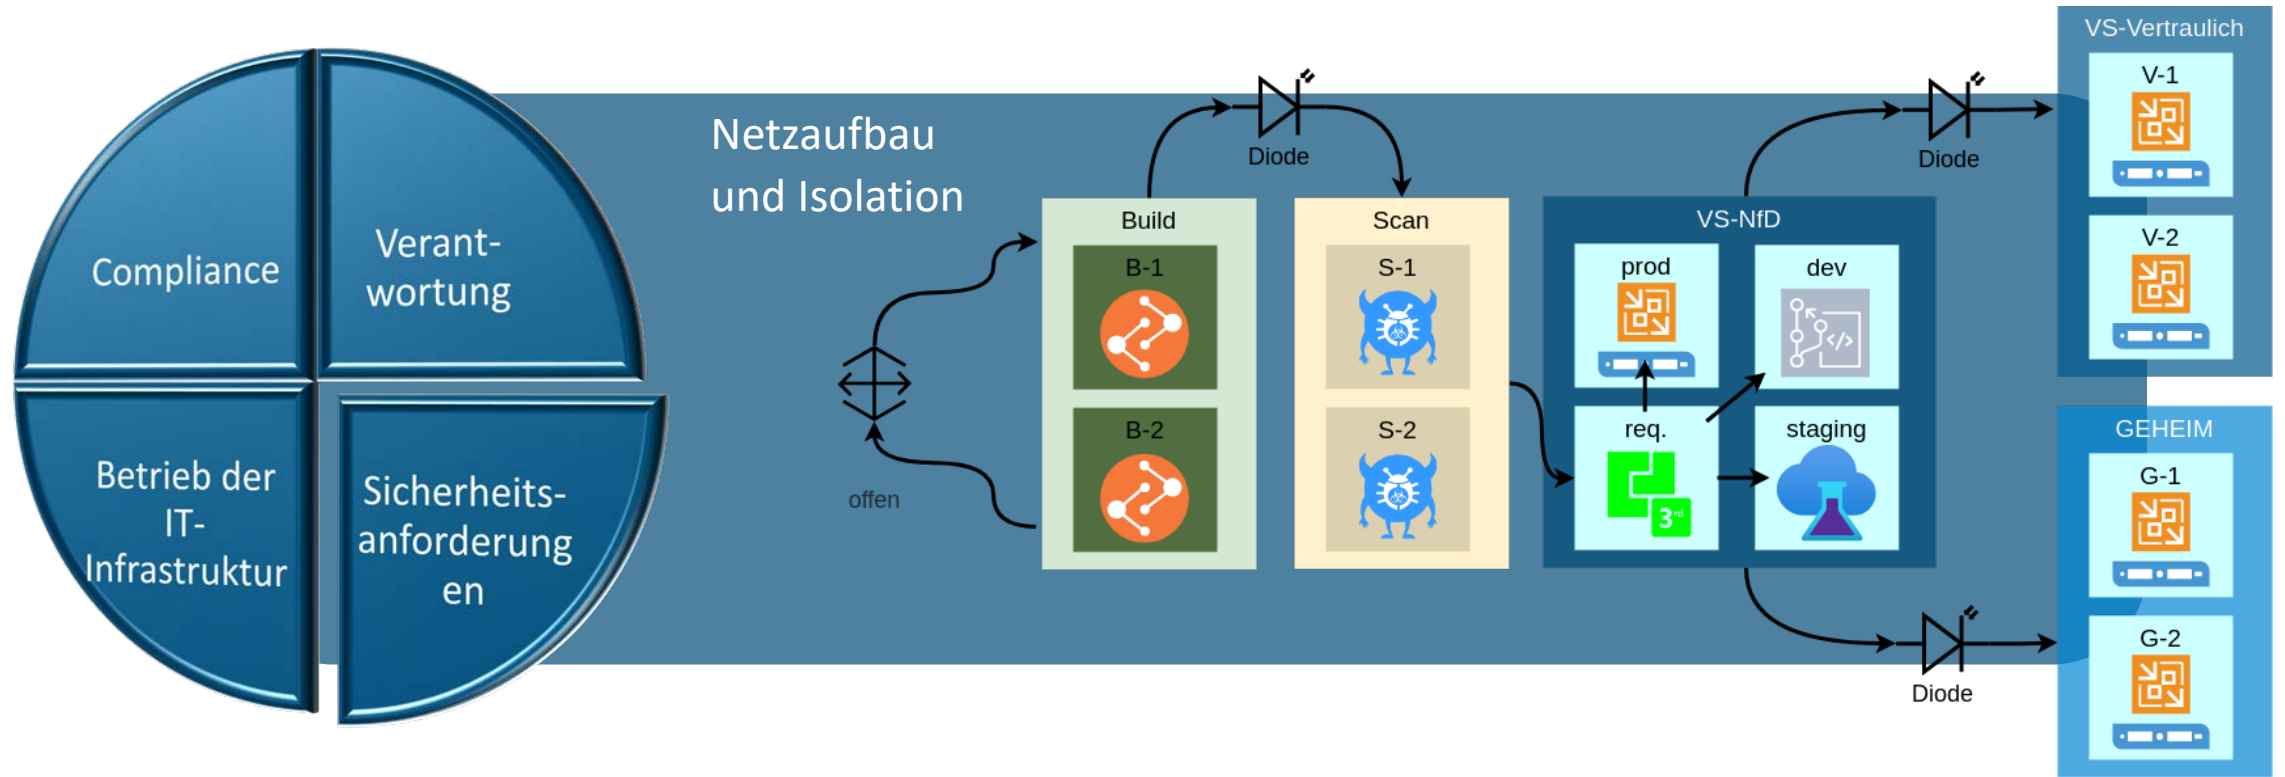 Compliance
Verant-
wortung
Betrieb der
IT-
Infrastruktur
Sicherheits-
anforderung
en
Netzaufbau
und Isolation
offen
Build
B-1
B-2
Diode
Scan
S-1
S-2
VS-NfD
prod
dev
req.
3rd
staging
Diode
Diode
VS-Vertraulich
V-1
V-2
GEHEIM
G-1
G-2